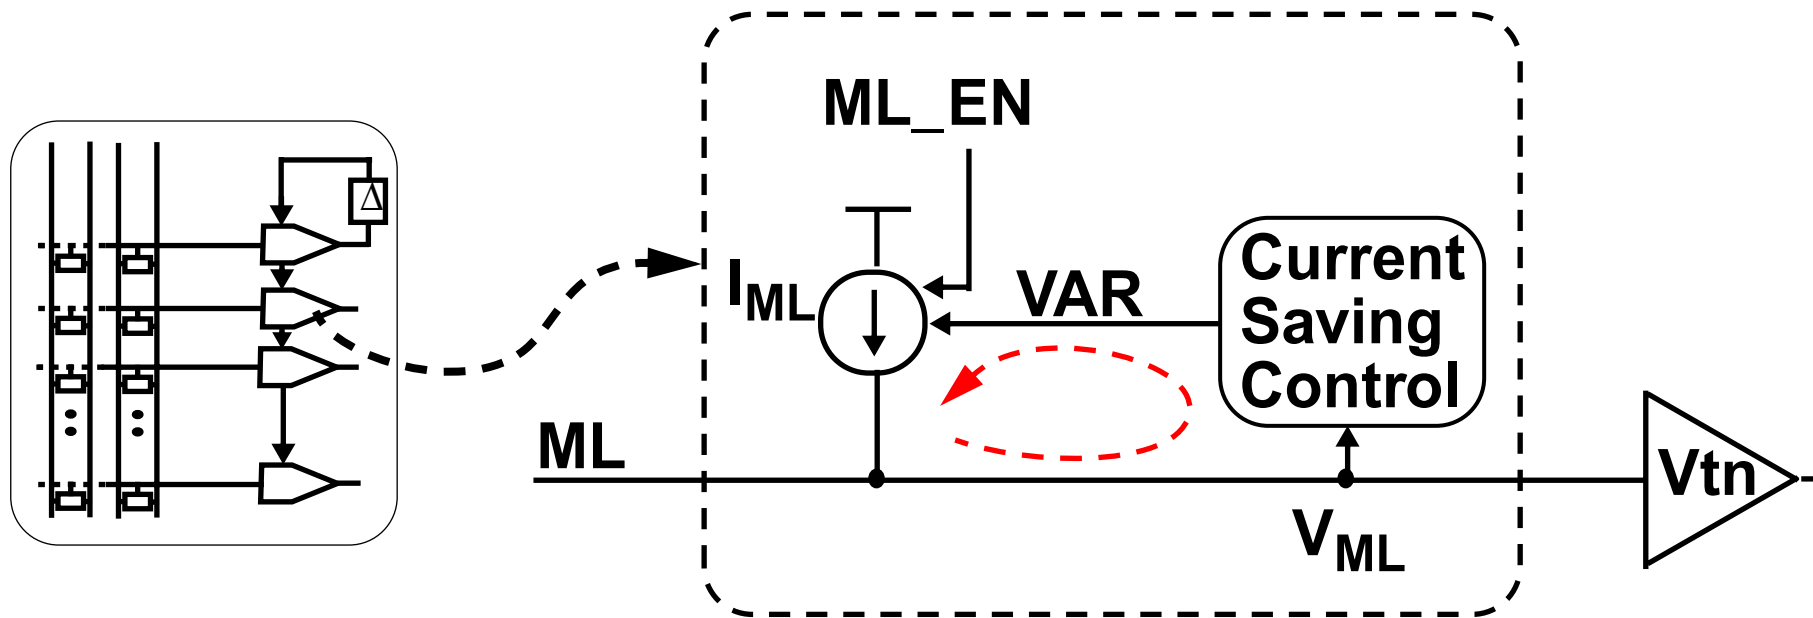 ML_EN
Δ
I_ML
VAR
Current
Saving
Control
ML
Vtn
V_ML